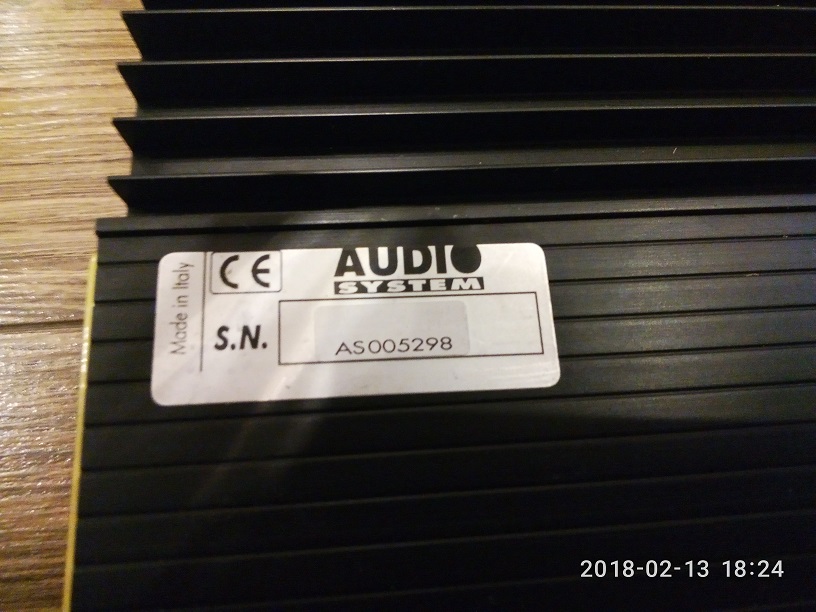 Made in Italy
CE
AUDIO
SYSTEM
S.N.
AS005298
2018-02-13 18:24